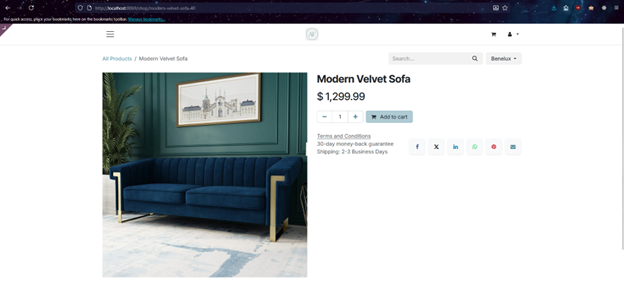 http://localhost:8069/shop/modern-velvet-sofa-40
For quick access, place your bookmarks here on the bookmarks toolbar. Manage bookmarks...
All Products / Modern Velvet Sofa
Search...
Benelux
Modern Velvet Sofa
$ 1,299.99
1
Add to cart
Terms and Conditions
30-day money-back guarantee
Shipping: 2-3 Business Days